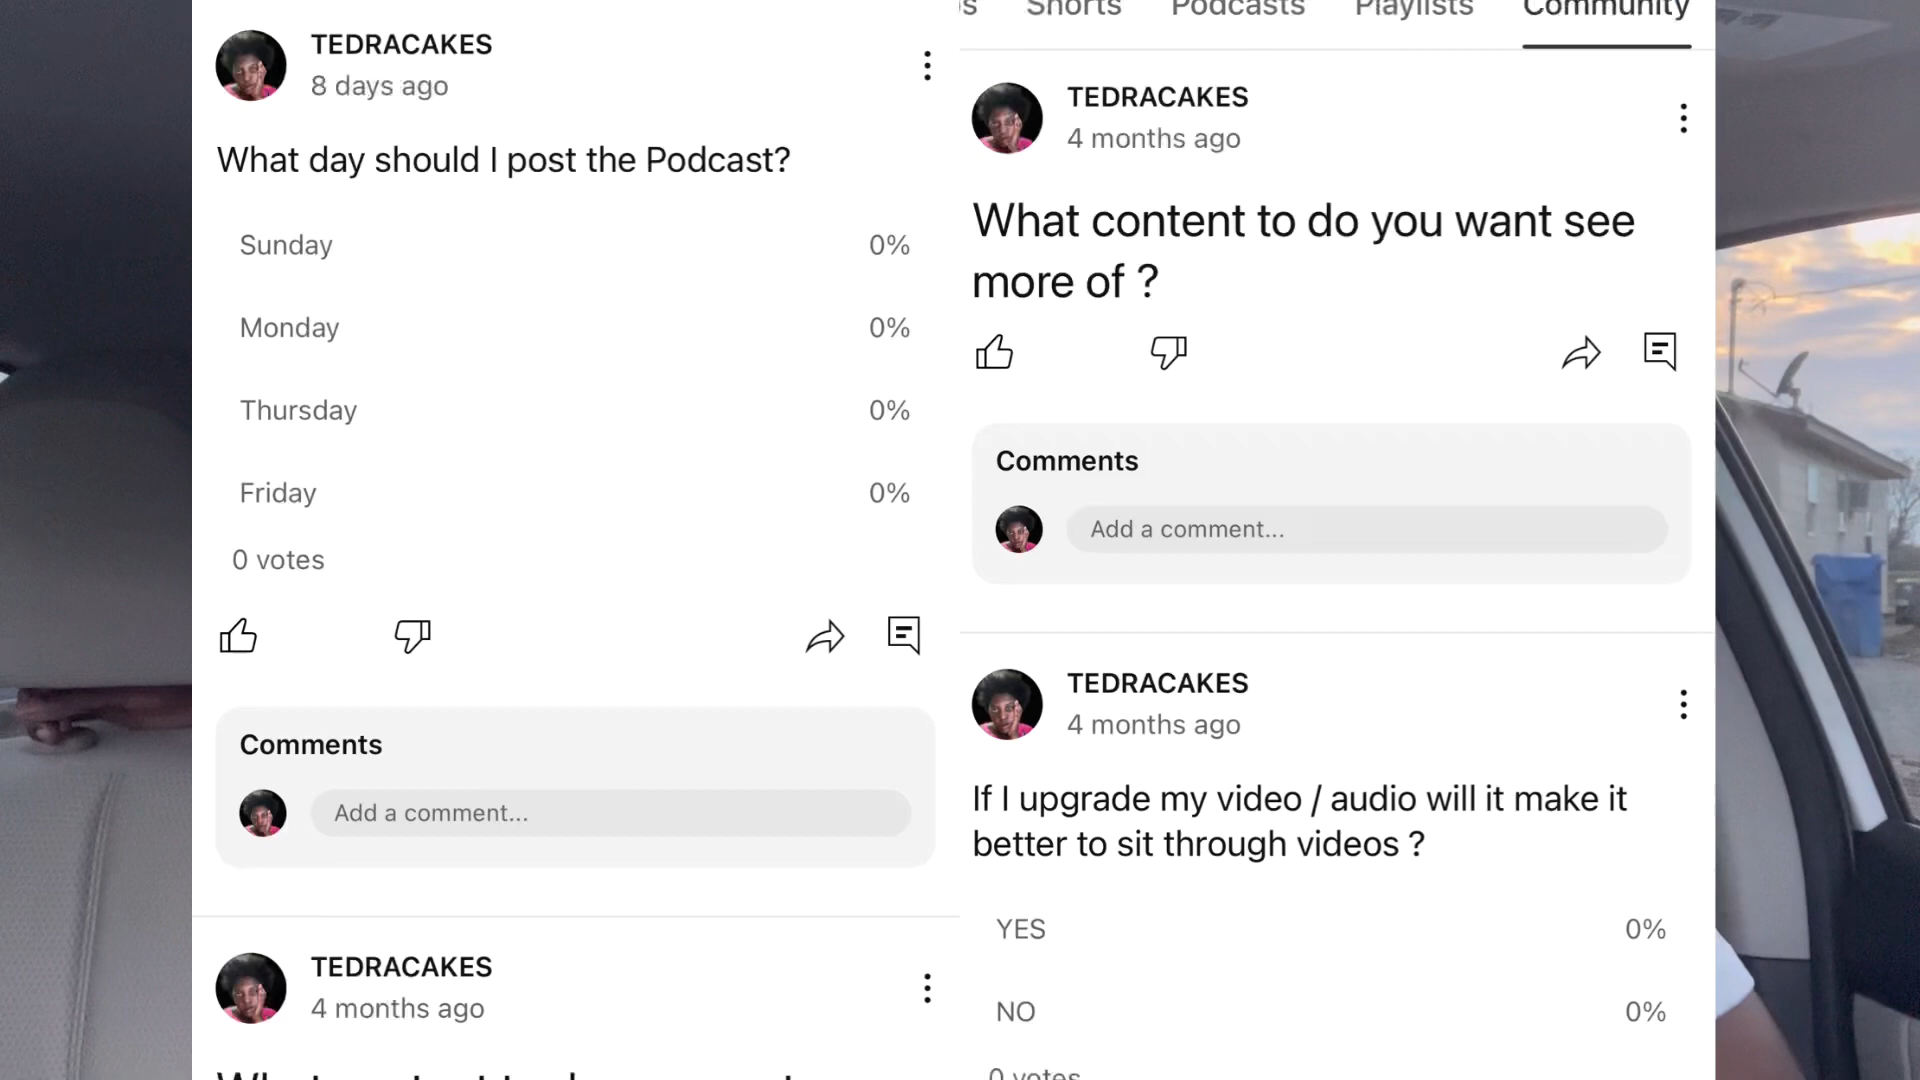 TEDRACAKES
8 days ago
What day should I post the Podcast?
Sunday 0%
Monday 0%
Thursday 0%
Friday 0%
0 votes
Comments
Add a comment...
TEDRACAKES
4 months ago
Shorts Podcasts Playlists Community
TEDRACAKES
4 months ago
What content to do you want see
more of ?
Comments
Add a comment...
TEDRACAKES
4 months ago
If I upgrade my video / audio will it make it
better to sit through videos ?
YES 0%
NO 0%
0 votes